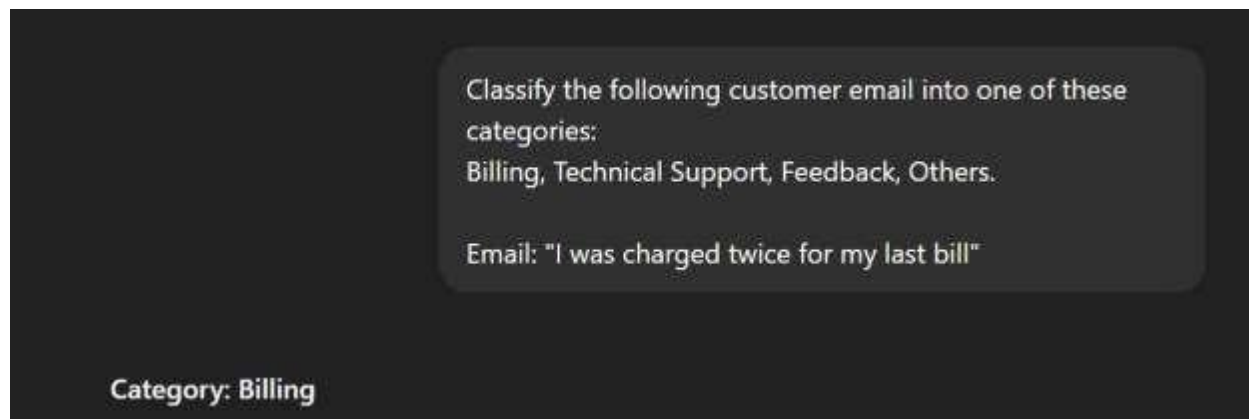 Classify the following customer email into one of these
categories:
Billing, Technical Support, Feedback, Others.
Email: "I was charged twice for my last bill"
Category: Billing